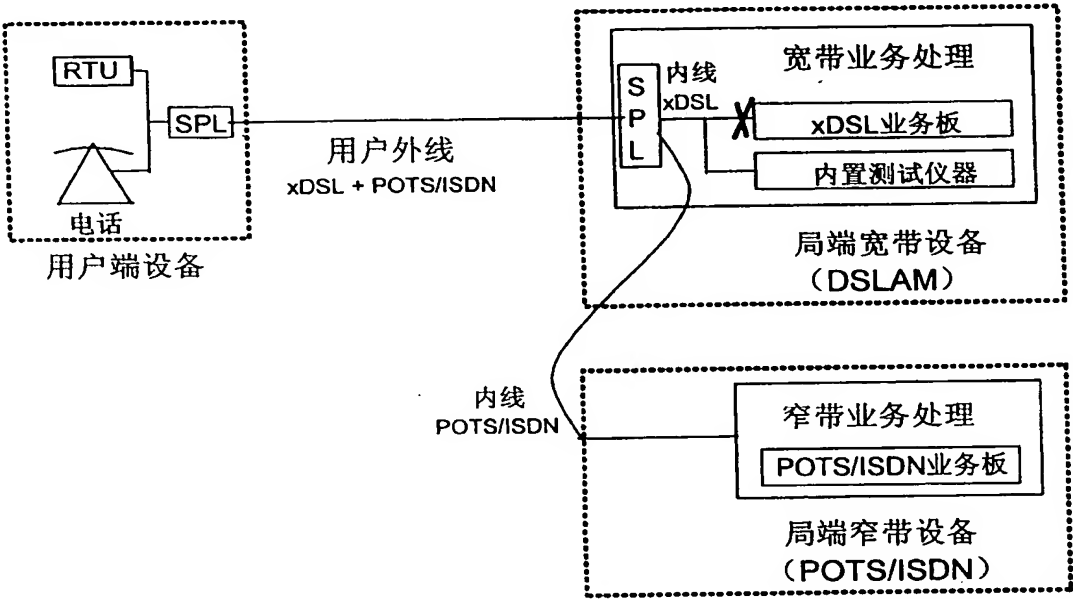 RTU
SPL
电话
用户端设备
用户外线
xDSL + POTS/ISDN
宽带业务处理
S
P
L
内线
xDSL
xDSL业务板
内置测试仪器
局端宽带设备
（DSLAM）
内线
POTS/ISDN
窄带业务处理
POTS/ISDN业务板
局端窄带设备
（POTS/ISDN）